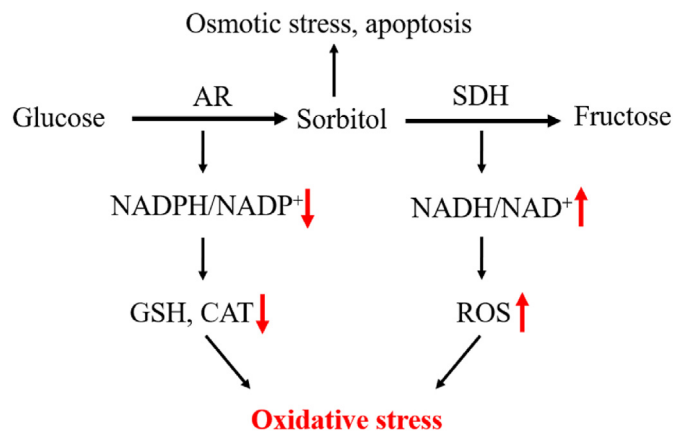 Osmotic stress, apoptosis
AR
SDH
Glucose
Sorbitol
Fructose
NADPH/NADP⁺
NADH/NAD⁺
GSH, CAT
ROS
Oxidative stress